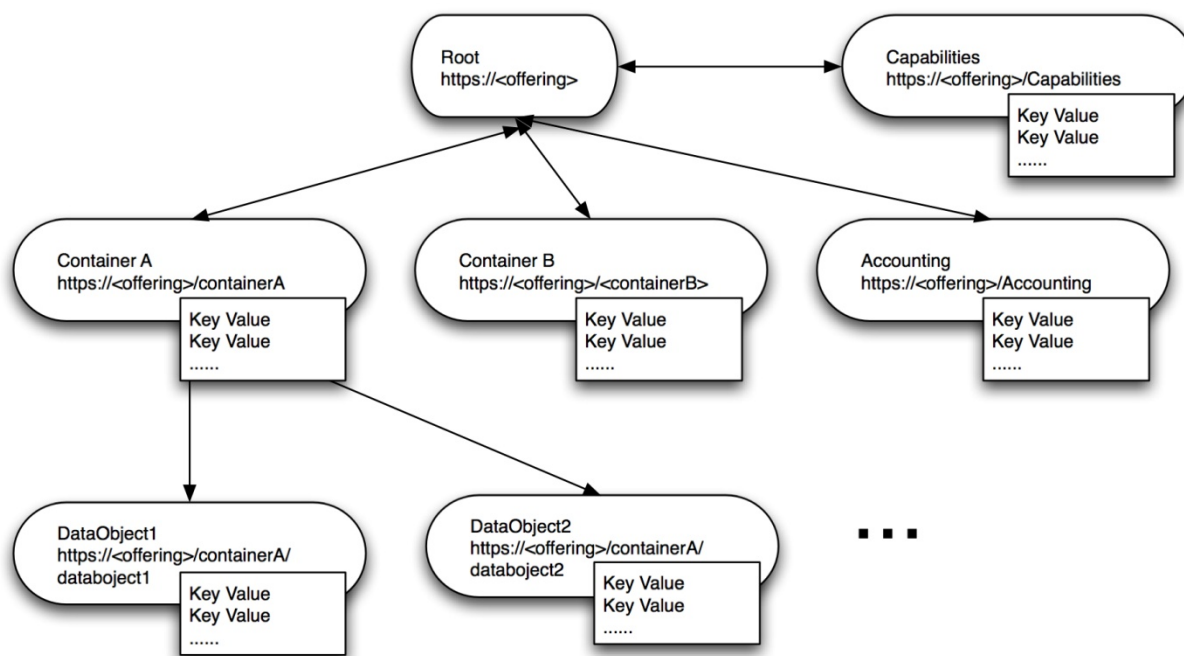 Root
https://<offering>
Capabilities
https://<offering>/Capabilities
Key Value
Key Value
......
Container A
https://<offering>/containerA
Key Value
Key Value
......
Container B
https://<offering>/<containerB>
Key Value
Key Value
......
Accounting
https://<offering>/Accounting
Key Value
Key Value
......
DataObject1
https://<offering>/containerA/
databoject1
Key Value
Key Value
......
DataObject2
https://<offering>/containerA/
databoject2
Key Value
Key Value
......
...